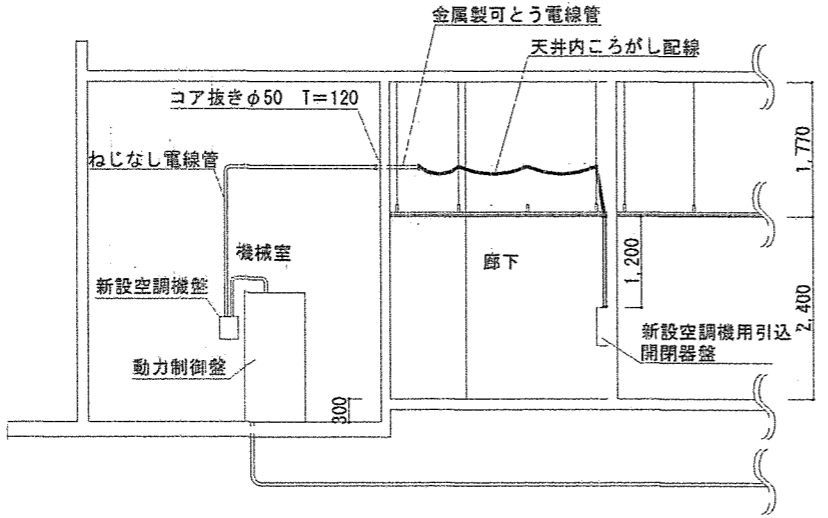 金属製可とう電線管
天井内ころがし配線
コア抜きφ50 T=120
ねじなし電線管
1,770
機械室
廊下
1,200
新設空調機盤
2,400
新設空調機用引込
開閉器盤
動力制御盤
300